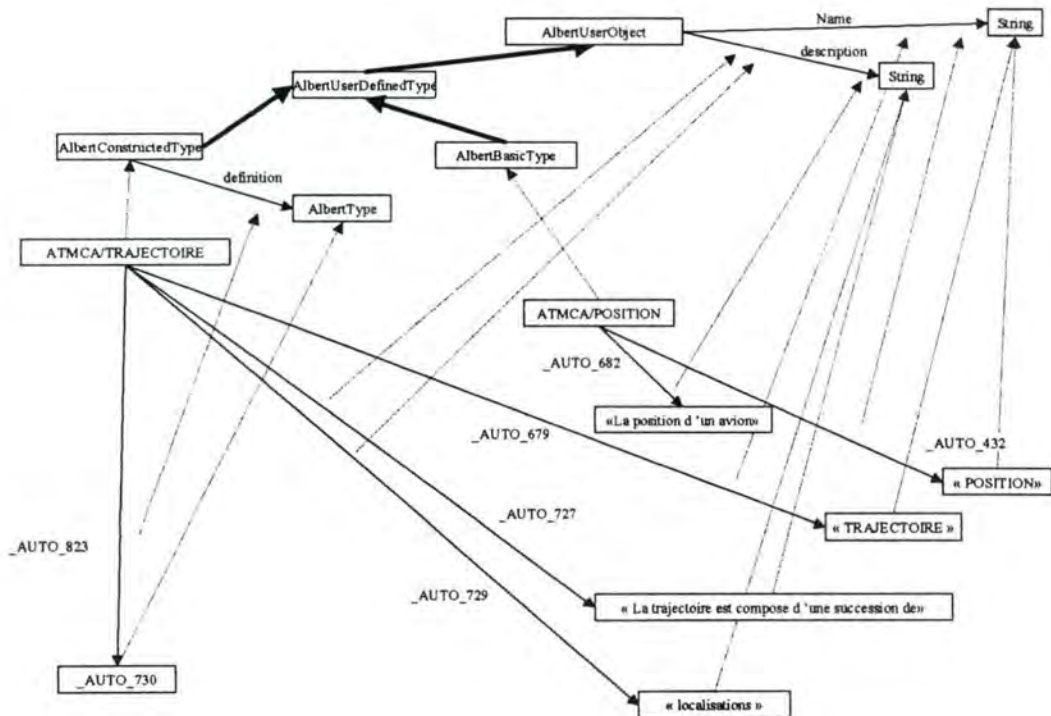 Name
String
AlbertUserObject
description
String
AlbertUserDefinedType
AlbertConstructedType
AlbertBasicType
definition
AlbertType
ATMCA/TRAJECTOIRE
ATMCA/POSITION
_AUTO_682
«La position d 'un avion»
_AUTO_679
_AUTO_432
« POSITION»
_AUTO_727
« TRAJECTOIRE »
_AUTO_823
_AUTO_729
« La trajectoire est compose d 'une succession de»
_AUTO_730
« localisations »